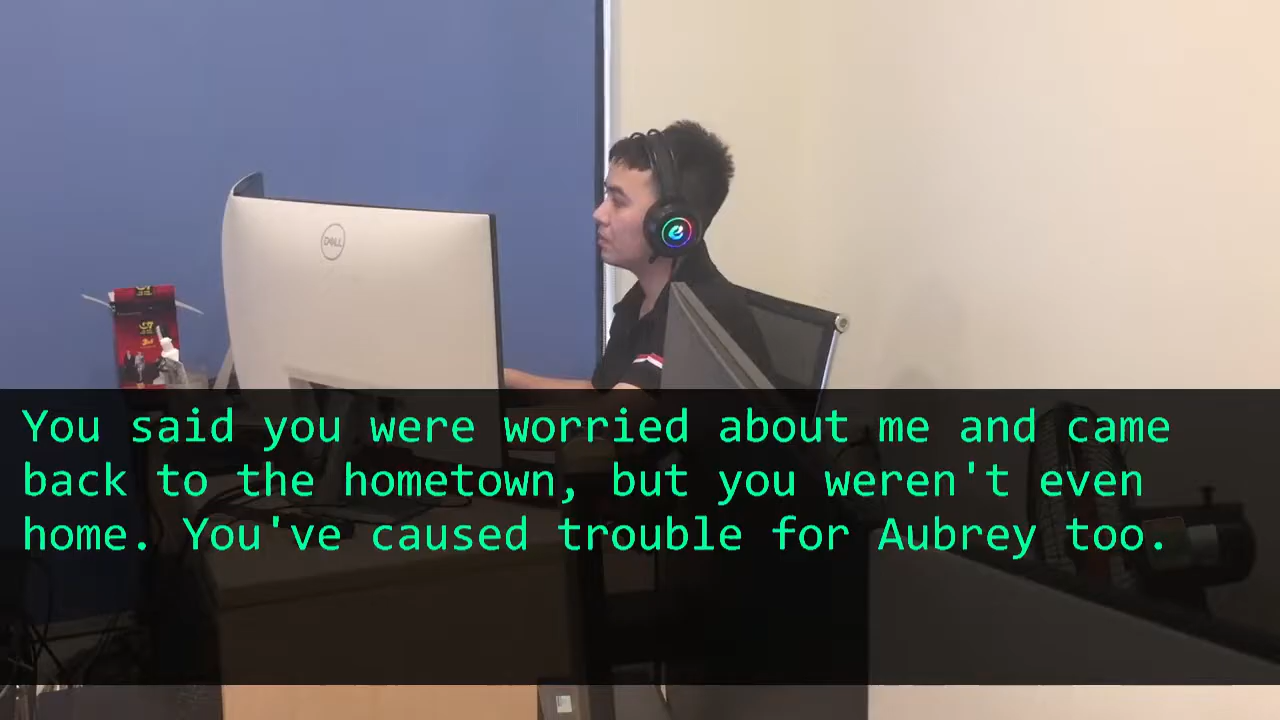 DELL
You said you were worried about me and came
back to the hometown, but you weren't even
home. You've caused trouble for Aubrey too.